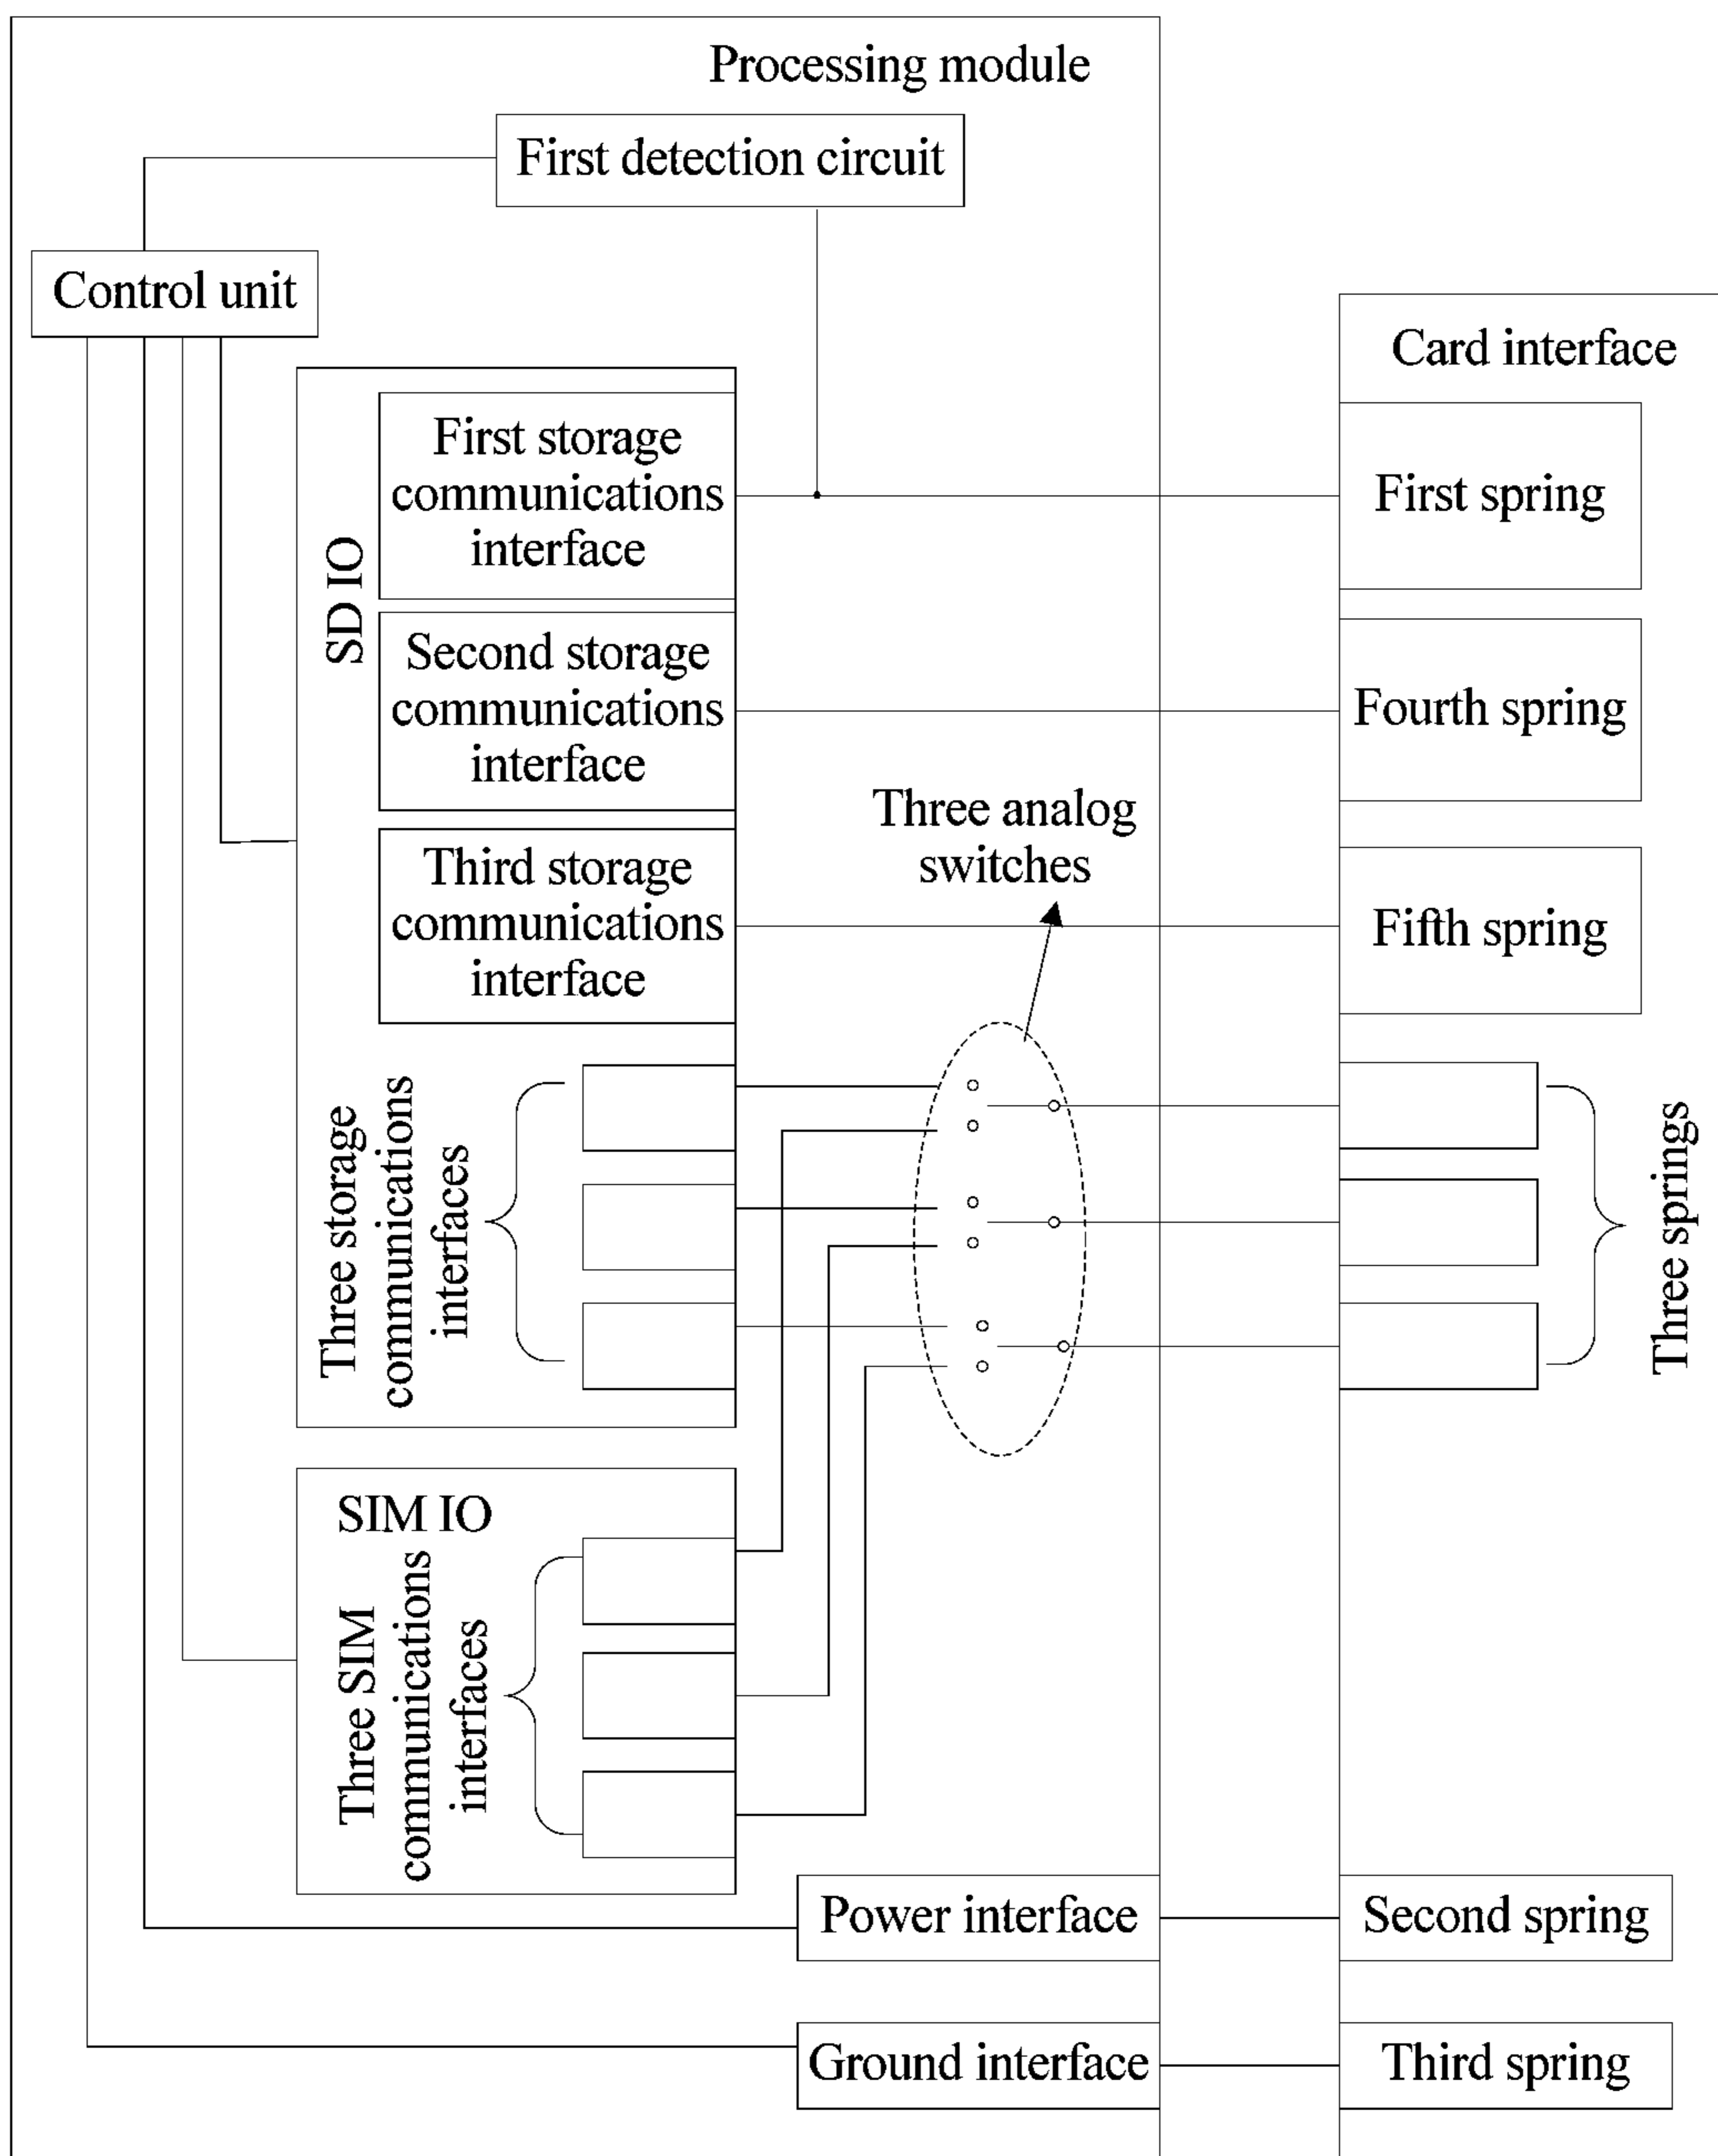 Processing module
First detection circuit
Control unit
Card interface
SD IO
First storage
communications
interface
First spring
Second storage
communications
interface
Fourth spring
Three analog
switches
Third storage
communications
interface
Fifth spring
Three storage
communications
interfaces
Three springs
SIM IO
Three SIM
communications
interfaces
Power interface
Second spring
Ground interface
Third spring